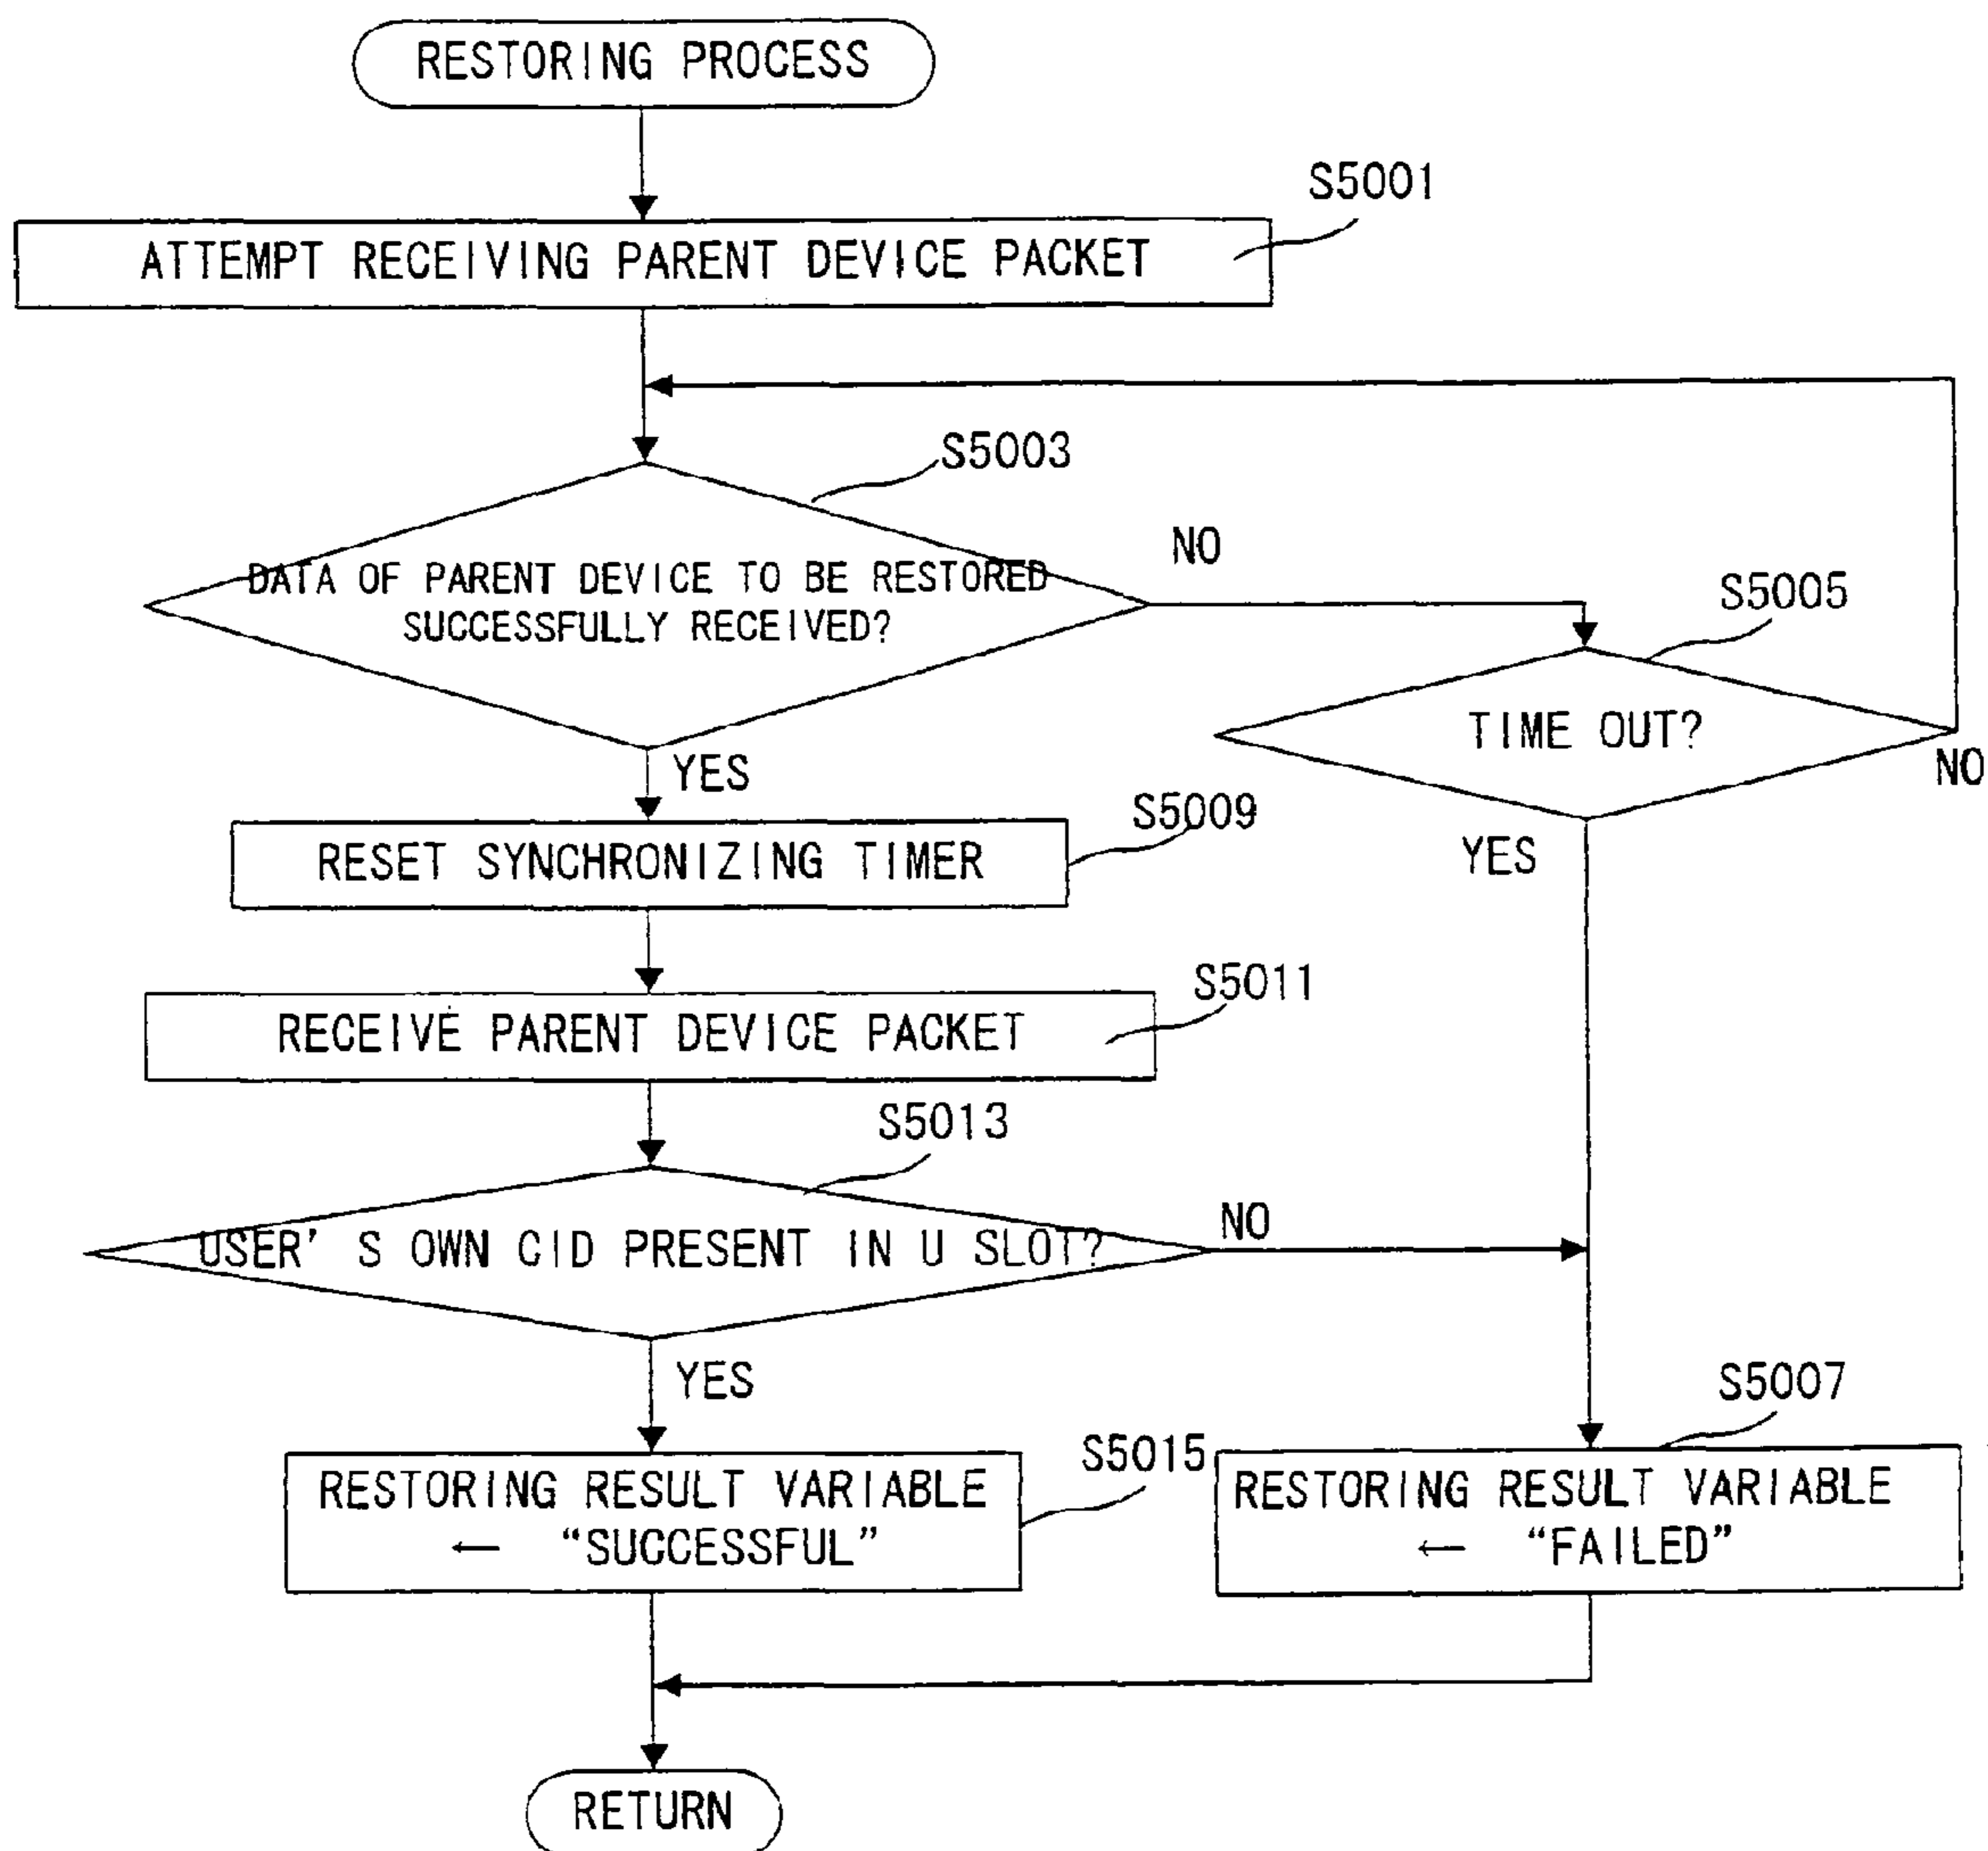 RESTORING PROCESS
S5001
ATTEMPT RECEIVING PARENT DEVICE PACKET
S5003
DATA OF PARENT DEVICE TO BE RESTORED
SUCCESSFULLY RECEIVED?
NO
S5005
TIME OUT?
NO
YES
YES
S5009
RESET SYNCHRONIZING TIMER
S5011
RECEIVE PARENT DEVICE PACKET
S5013
USER' S OWN CID PRESENT IN U SLOT?
NO
YES
S5007
S5015
RESTORING RESULT VARIABLE
← “SUCCESSFUL”
RESTORING RESULT VARIABLE
← “FAILED”
RETURN